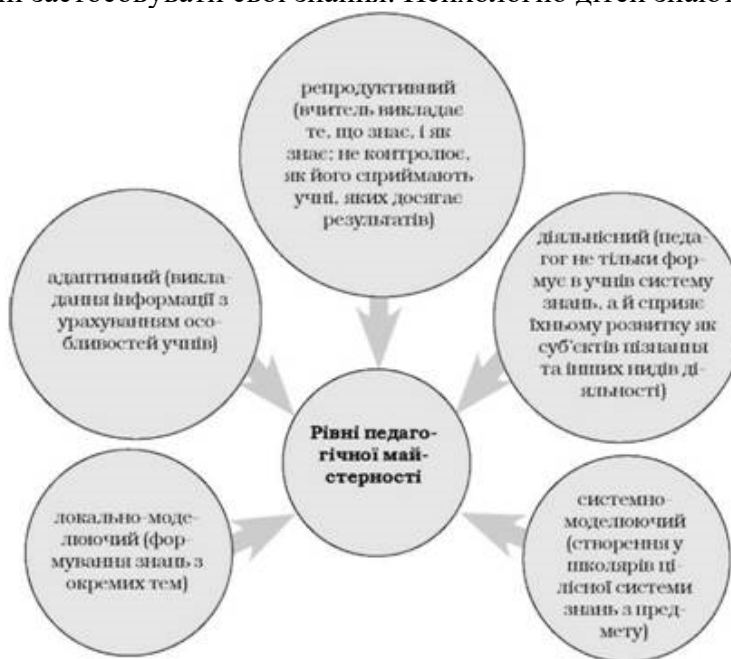 застосовувати свої знання. Психологію дітей знают
репродуктивний
(вчитель викладає
те, що знає, і як
знає; не контролює,
як його сприймають
учні, яких досягає
результатів)
адаптивний (викла-
дання інформації з
урахуванням осо-
бливостей учнів)
діяльнісний (педа-
гог не тільки фор-
мує в учнів систему
знань, а й сприяє
їхньому розвитку як
суб’єктів пізнання
та інших видів ді-
яльності)
Рівні педаго-
гічної май-
стерності
локально-моде-
люючий (фор-
мування знань з
окремих тем)
системно-
моделюючий
(створення у
школярів ці-
лісної системи
знань з пред-
мету)